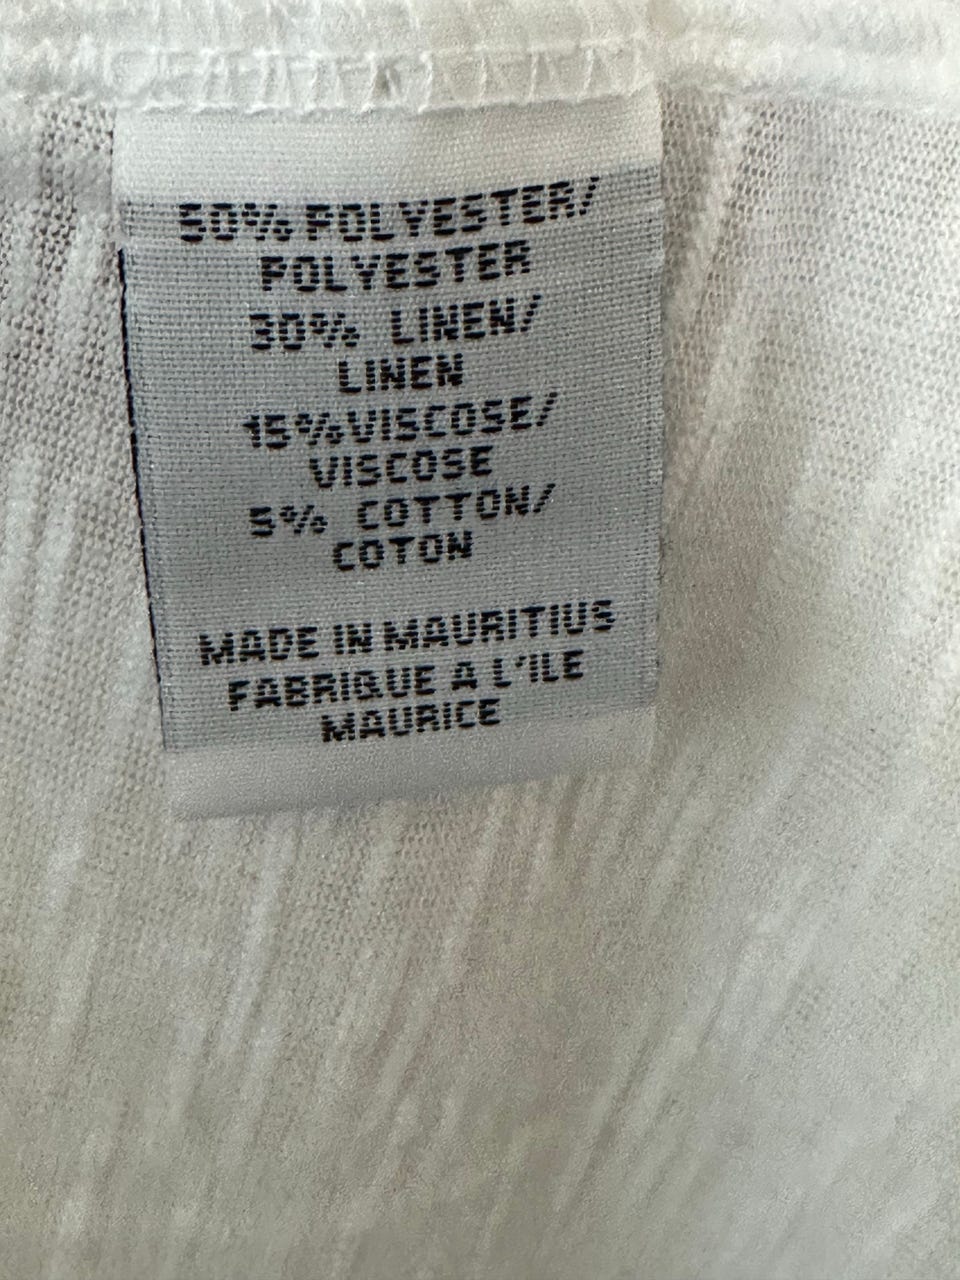 50% POLYESTER/
POLYESTER
30% LINEN/
LINEN
15% VISCOSE/
VISCOSE
5% COTTON/
COTON
MADE IN MAURITIUS
FABRIQUE A L'ILE
MAURICE